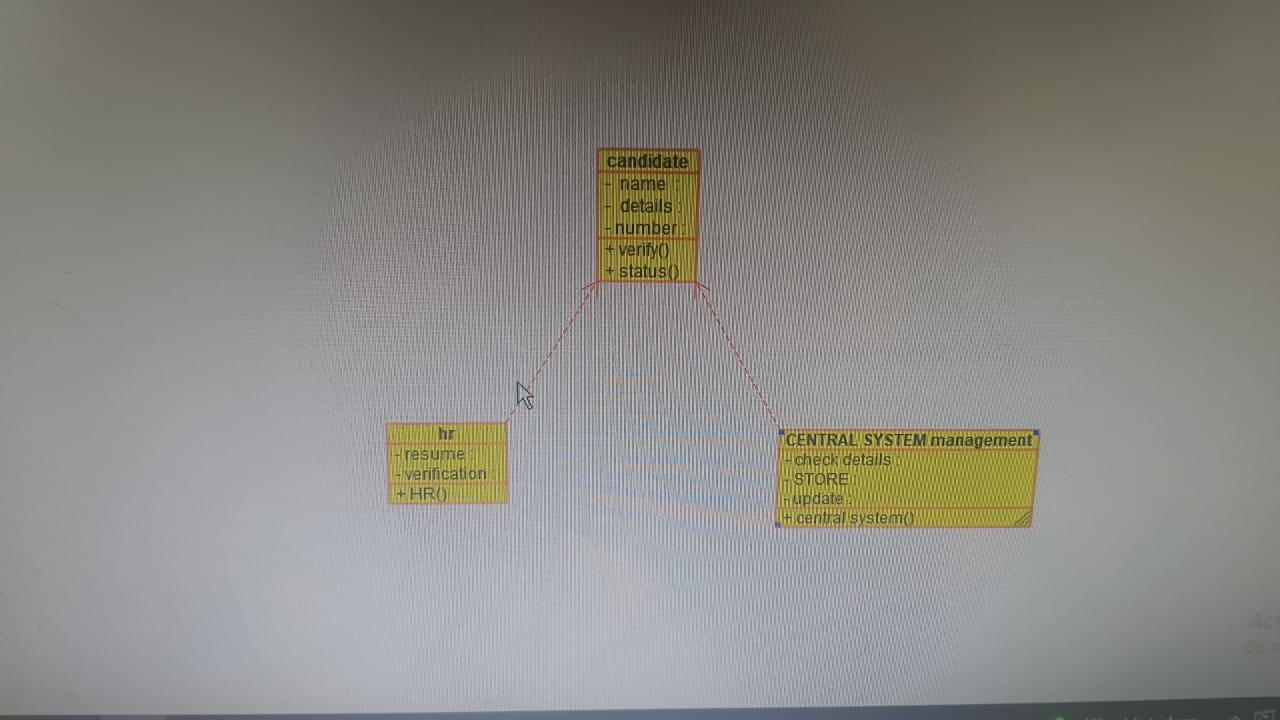 candidate
- name :
- details :
- number :
+ verify()
+ status()
hr
- resume :
- verification :
+ HR()
CENTRAL SYSTEM management
- check details :
- STORE :
- update :
+ central system()